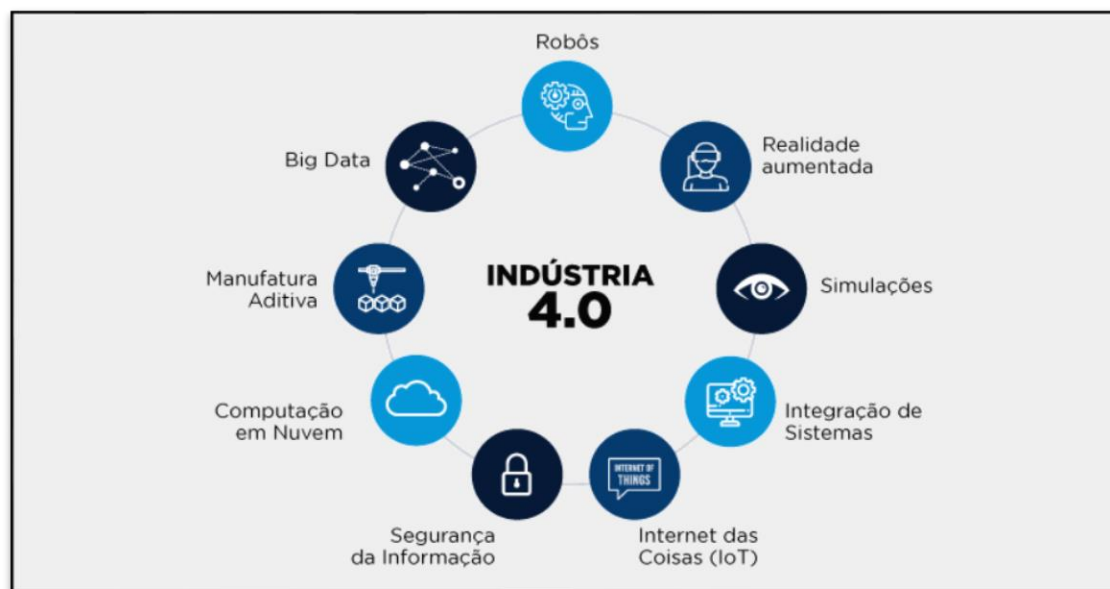 Robôs
Big Data
Realidade
aumentada
Manufatura
Aditiva
INDÚSTRIA
4.0
Simulações
Computação
em Nuvem
Integração de
Sistemas
INTERNET OF
THINGS
Segurança
da Informação
Internet das
Coisas (IoT)